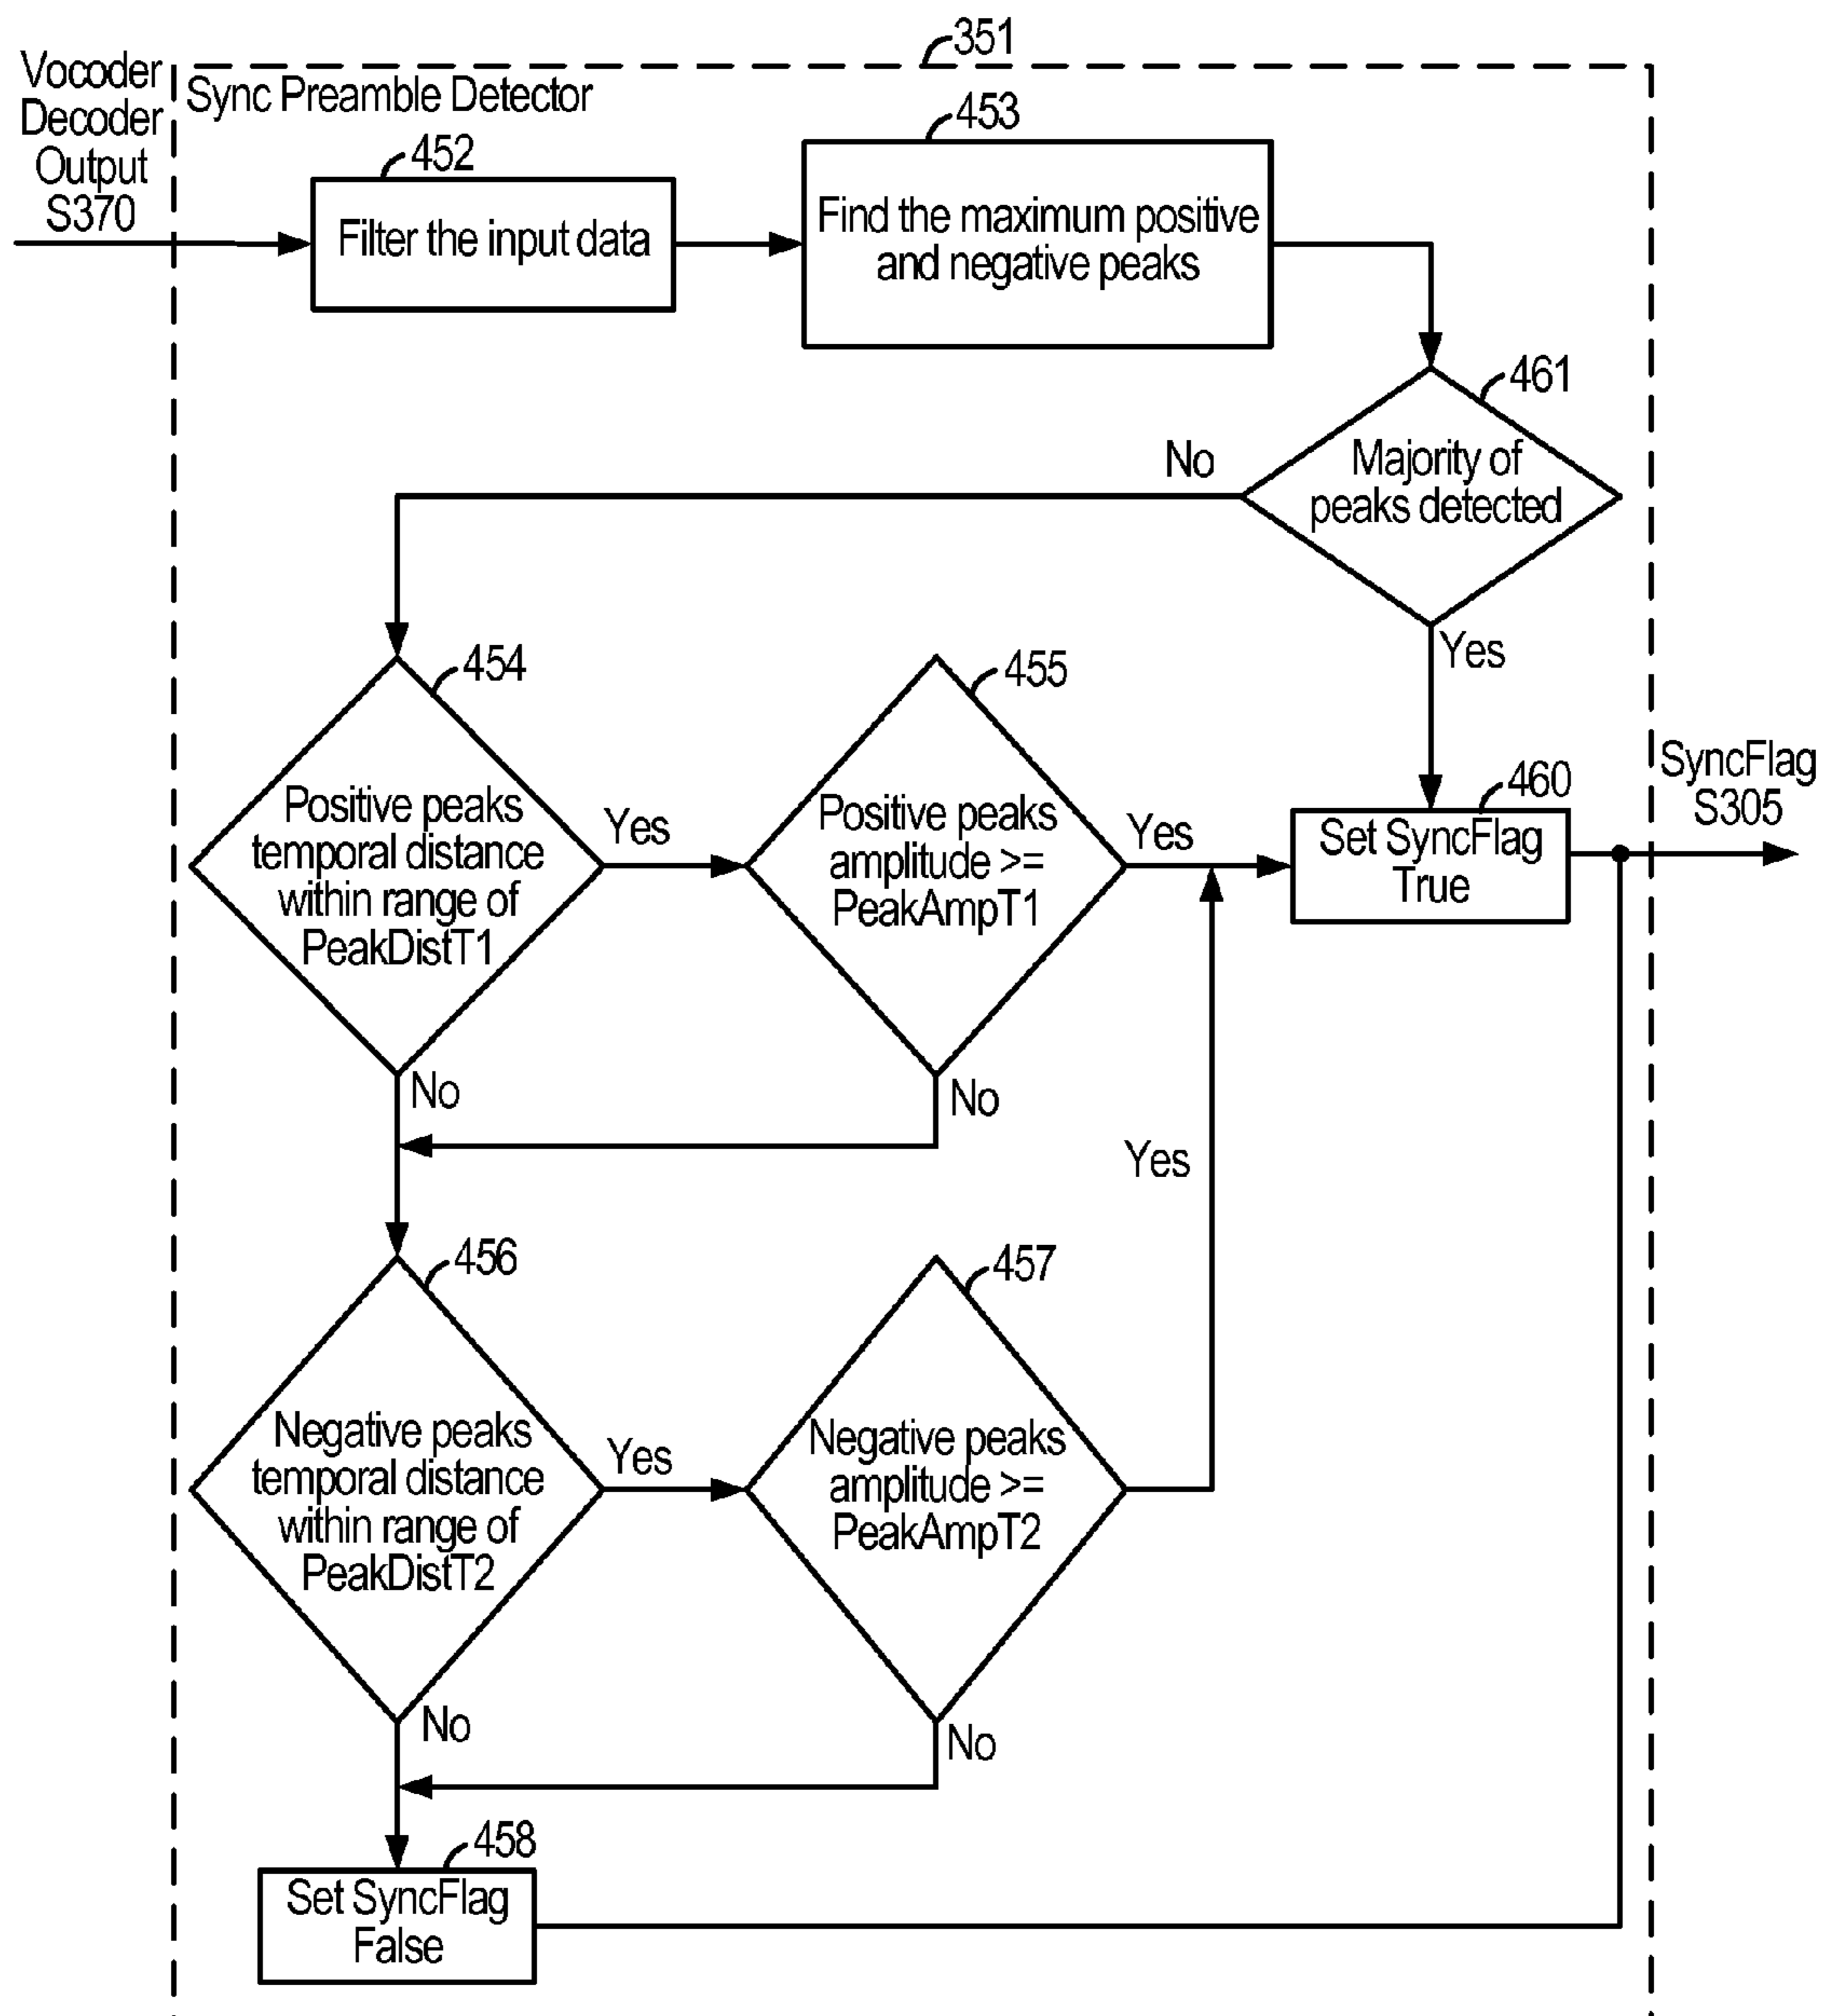 351
Vocoder
Decoder
Output
S370
Sync Preamble Detector
452
Filter the input data
453
Find the maximum positive
and negative peaks
461
Majority of
peaks detected
No
Yes
454
Positive peaks
temporal distance
within range of
PeakDistT1
Yes
No
455
Positive peaks
amplitude >=
PeakAmpT1
Yes
No
460
Set SyncFlag
True
SyncFlag
S305
456
Negative peaks
temporal distance
within range of
PeakDistT2
Yes
No
457
Negative peaks
amplitude >=
PeakAmpT2
Yes
No
458
Set SyncFlag
False